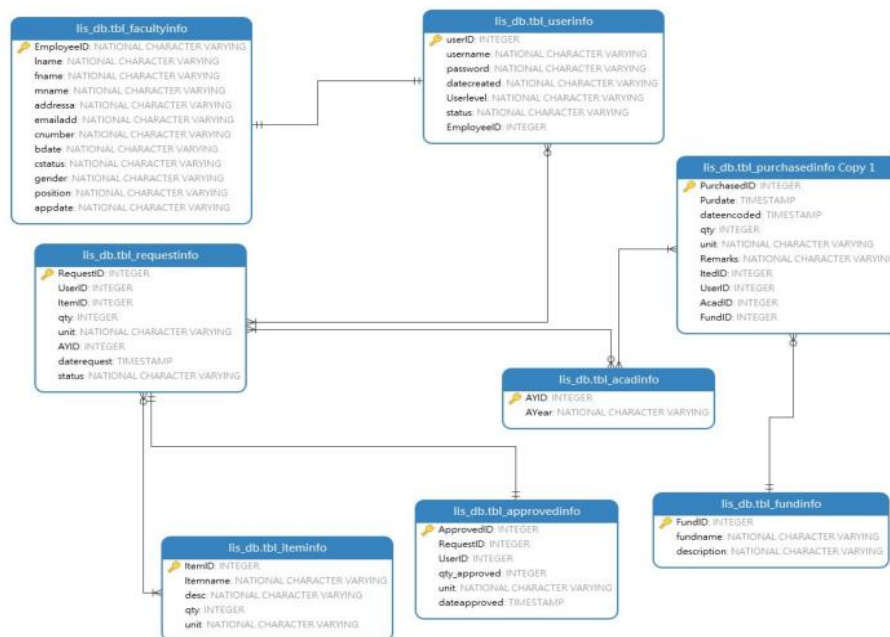 lis_db.tbl_facultyinfo
EmployeeID: NATIONAL CHARACTER VARYING
lname: NATIONAL CHARACTER VARYING
fname: NATIONAL CHARACTER VARYING
mname: NATIONAL CHARACTER VARYING
addressa: NATIONAL CHARACTER VARYING
emailadd: NATIONAL CHARACTER VARYING
cnumber: NATIONAL CHARACTER VARYING
bdate: NATIONAL CHARACTER VARYING
cstatus: NATIONAL CHARACTER VARYING
gender: NATIONAL CHARACTER VARYING
position: NATIONAL CHARACTER VARYING
appdate: NATIONAL CHARACTER VARYING
lis_db.tbl_userinfo
userID: INTEGER
username: NATIONAL CHARACTER VARYING
password: NATIONAL CHARACTER VARYING
datecreated: NATIONAL CHARACTER VARYING
Userlevel: NATIONAL CHARACTER VARYING
status: NATIONAL CHARACTER VARYING
EmployeeID: INTEGER
lis_db.tbl_purchasedinfo Copy 1
PurchasedID: INTEGER
Purdate: TIMESTAMP
dateencoded: TIMESTAMP
qty: INTEGER
unit: NATIONAL CHARACTER VARYING
Remarks: NATIONAL CHARACTER VARYING
ItedID: INTEGER
UserID: INTEGER
AcadID: INTEGER
FundID: INTEGER
lis_db.tbl_requestinfo
RequestID: INTEGER
UserID: INTEGER
ItemID: INTEGER
qty: INTEGER
unit: NATIONAL CHARACTER VARYING
AYID: INTEGER
daterequest: TIMESTAMP
status: NATIONAL CHARACTER VARYING
lis_db.tbl_acadinfo
AYID: INTEGER
AYear: NATIONAL CHARACTER VARYING
lis_db.tbl_approvedinfo
ApprovedID: INTEGER
RequestID: INTEGER
UserID: INTEGER
qty_approved: INTEGER
unit: NATIONAL CHARACTER VARYING
dateapproved: TIMESTAMP
lis_db.tbl_fundinfo
FundID: INTEGER
fundname: NATIONAL CHARACTER VARYING
description: NATIONAL CHARACTER VARYING
lis_db.tbl_iteminfo
ItemID: INTEGER
Itemname: NATIONAL CHARACTER VARYING
desc: NATIONAL CHARACTER VARYING
qty: INTEGER
unit: NATIONAL CHARACTER VARYING